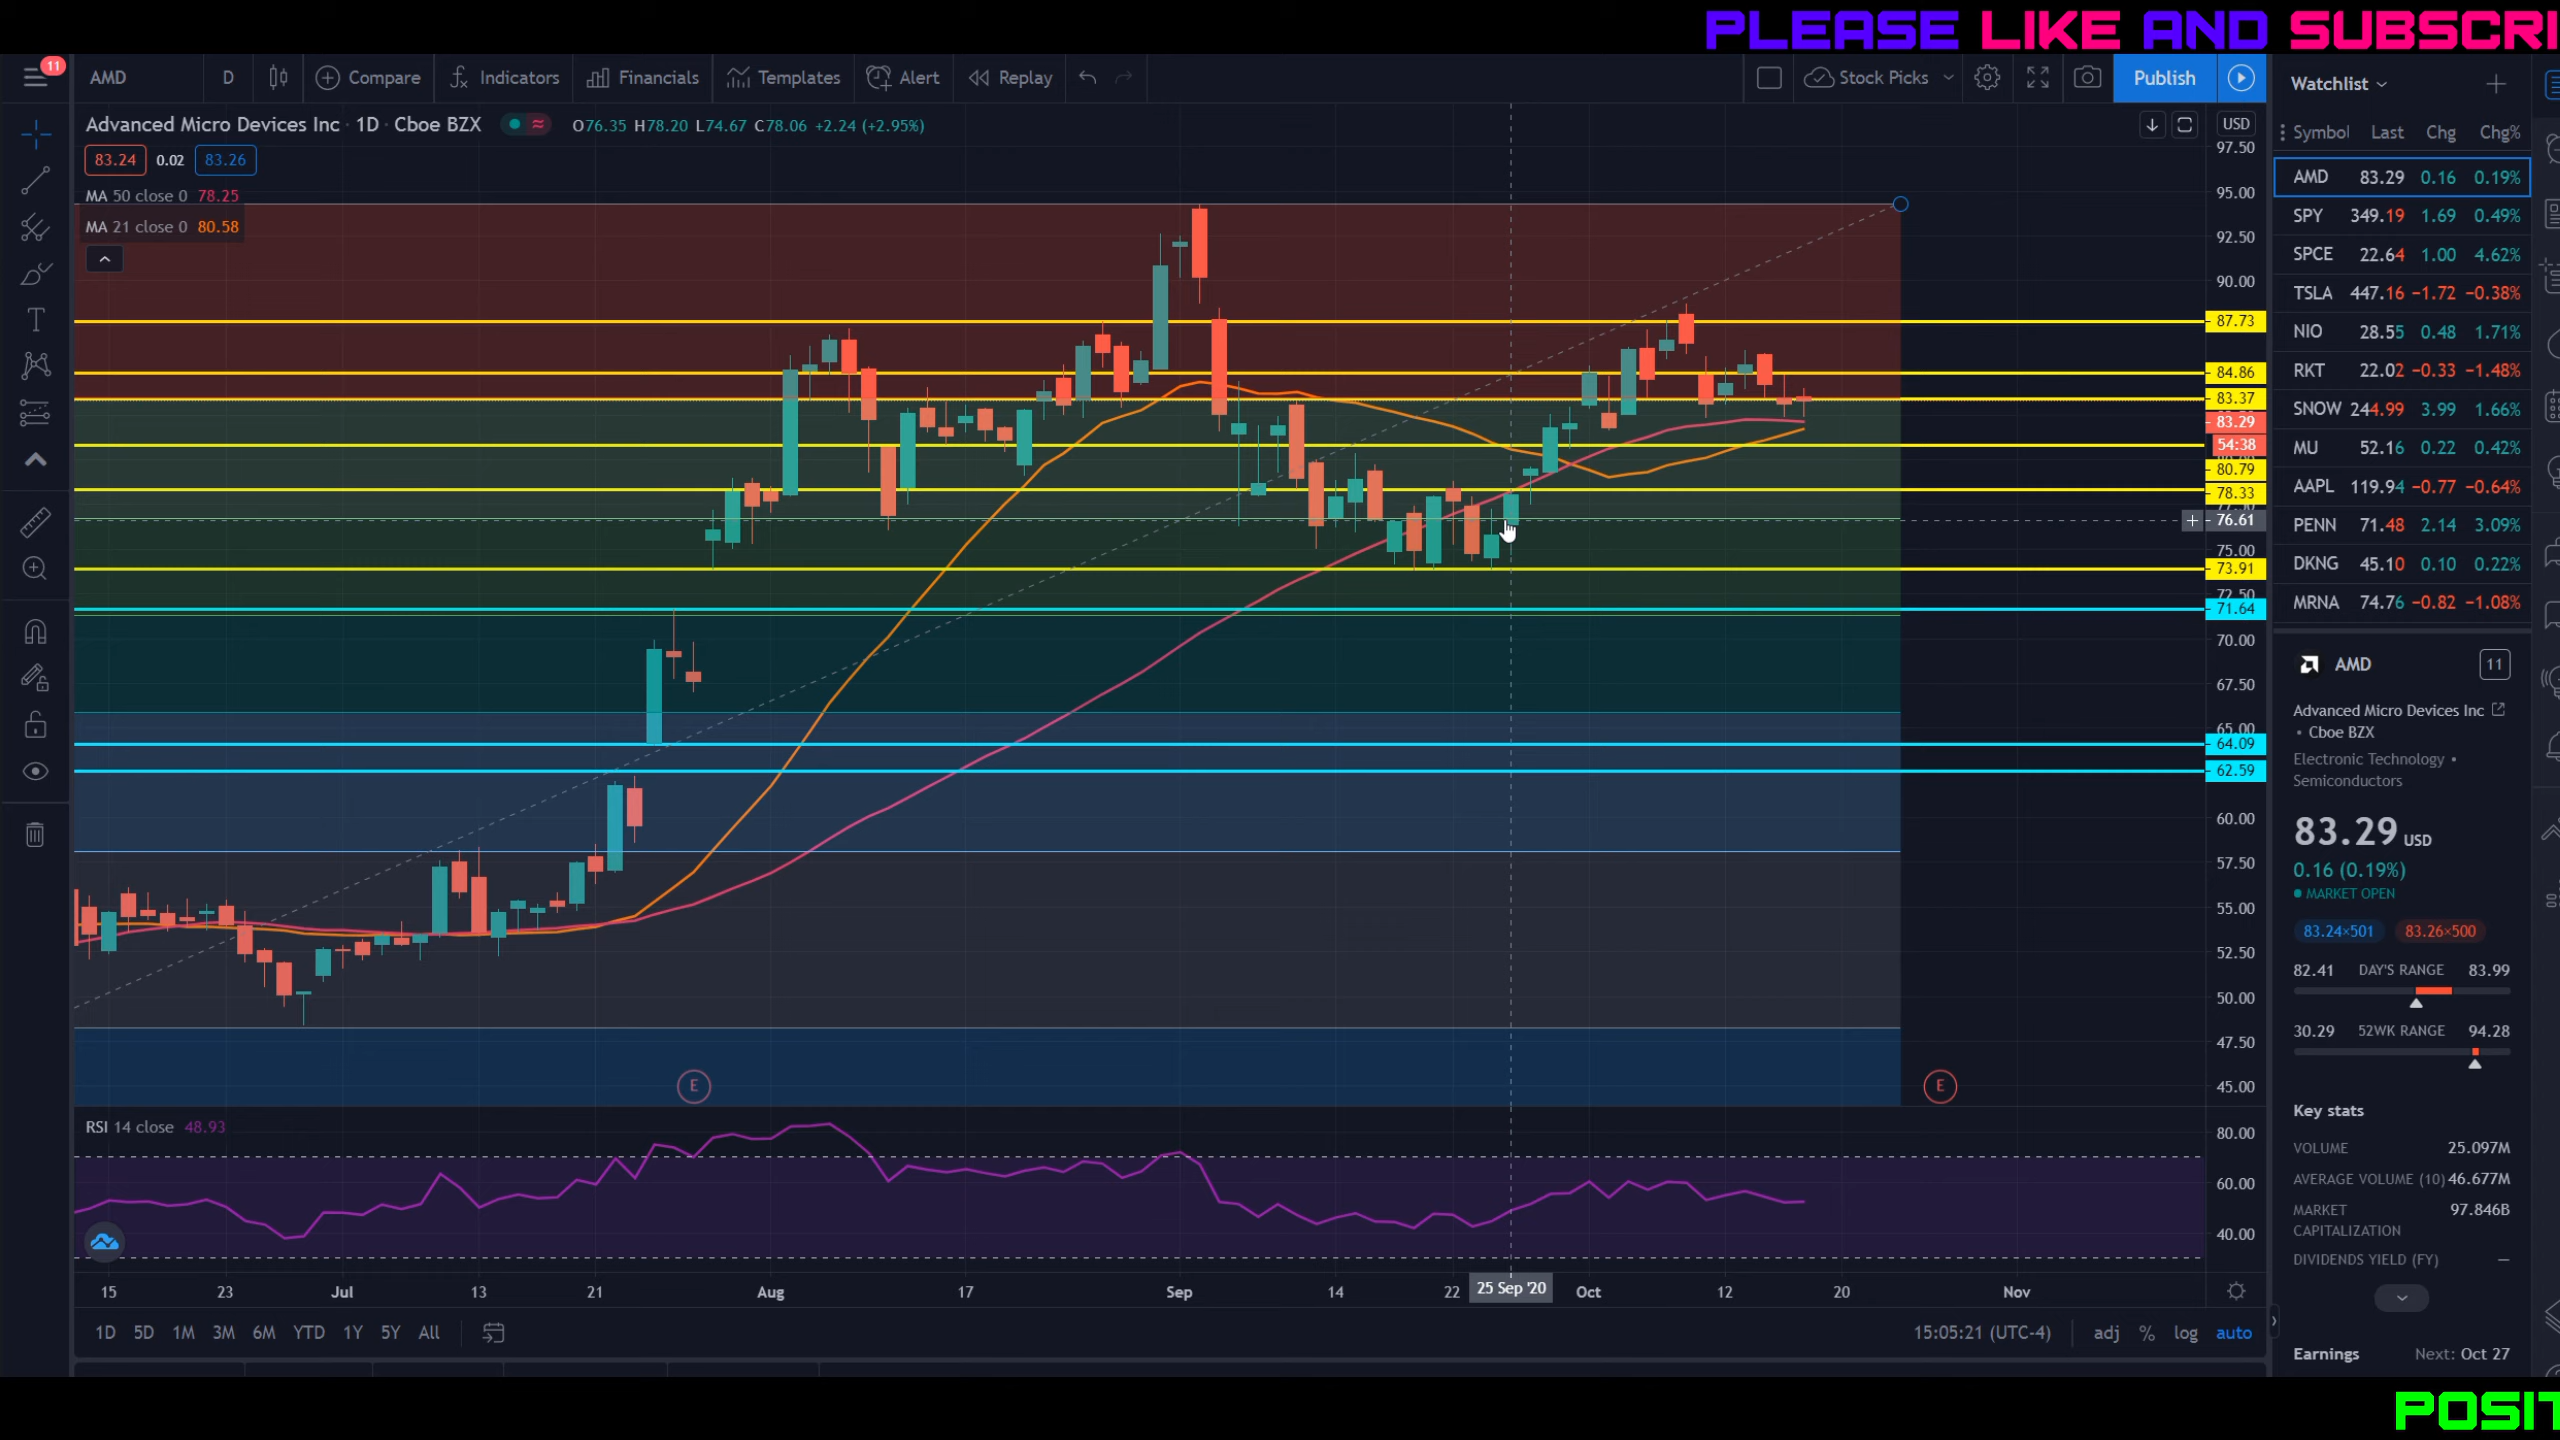 PLEASE LIKE AND SUBSCRI
11
AMD D Compare Indicators Financials Templates Alert Replay Stock Picks Publish
Advanced Micro Devices Inc · 1D · Cboe BZX O76.35 H78.20 L74.67 C78.06 +2.24 (+2.95%)
83.24 0.02 83.26
MA 50 close 0 78.25
MA 21 close 0 80.58
USD
97.50
95.00
92.50
90.00
87.73
84.86
83.37
83.29
54:38
80.79
78.33
76.61
75.00
73.91
72.50
71.64
70.00
67.50
65.00
64.09
62.59
60.00
57.50
55.00
52.50
50.00
47.50
45.00
E E
RSI 14 close 48.93
80.00
60.00
40.00
15 23 Jul 13 21 Aug 17 Sep 14 22 25 Sep '20 Oct 12 20 Nov
1D 5D 1M 3M 6M YTD 1Y 5Y All 15:05:21 (UTC-4) adj % log auto
Watchlist
Symbol Last Chg Chg%
AMD 83.29 0.16 0.19%
SPY 349.19 1.69 0.49%
SPCE 22.64 1.00 4.62%
TSLA 447.16 −1.72 −0.38%
NIO 28.55 0.48 1.71%
RKT 22.02 −0.33 −1.48%
SNOW 244.99 3.99 1.66%
MU 52.16 0.22 0.42%
AAPL 119.94 −0.77 −0.64%
PENN 71.48 2.14 3.09%
DKNG 45.10 0.10 0.22%
MRNA 74.76 −0.82 −1.08%
AMD 11
Advanced Micro Devices Inc
• Cboe BZX
Electronic Technology •
Semiconductors
83.29 USD
0.16 (0.19%)
MARKET OPEN
83.24×501 83.26×500
82.41 DAY'S RANGE 83.99
30.29 52WK RANGE 94.28
Key stats
VOLUME 25.097M
AVERAGE VOLUME (10) 46.677M
MARKET CAPITALIZATION 97.846B
DIVIDENDS YIELD (FY) —
Earnings Next: Oct 27
POSIT